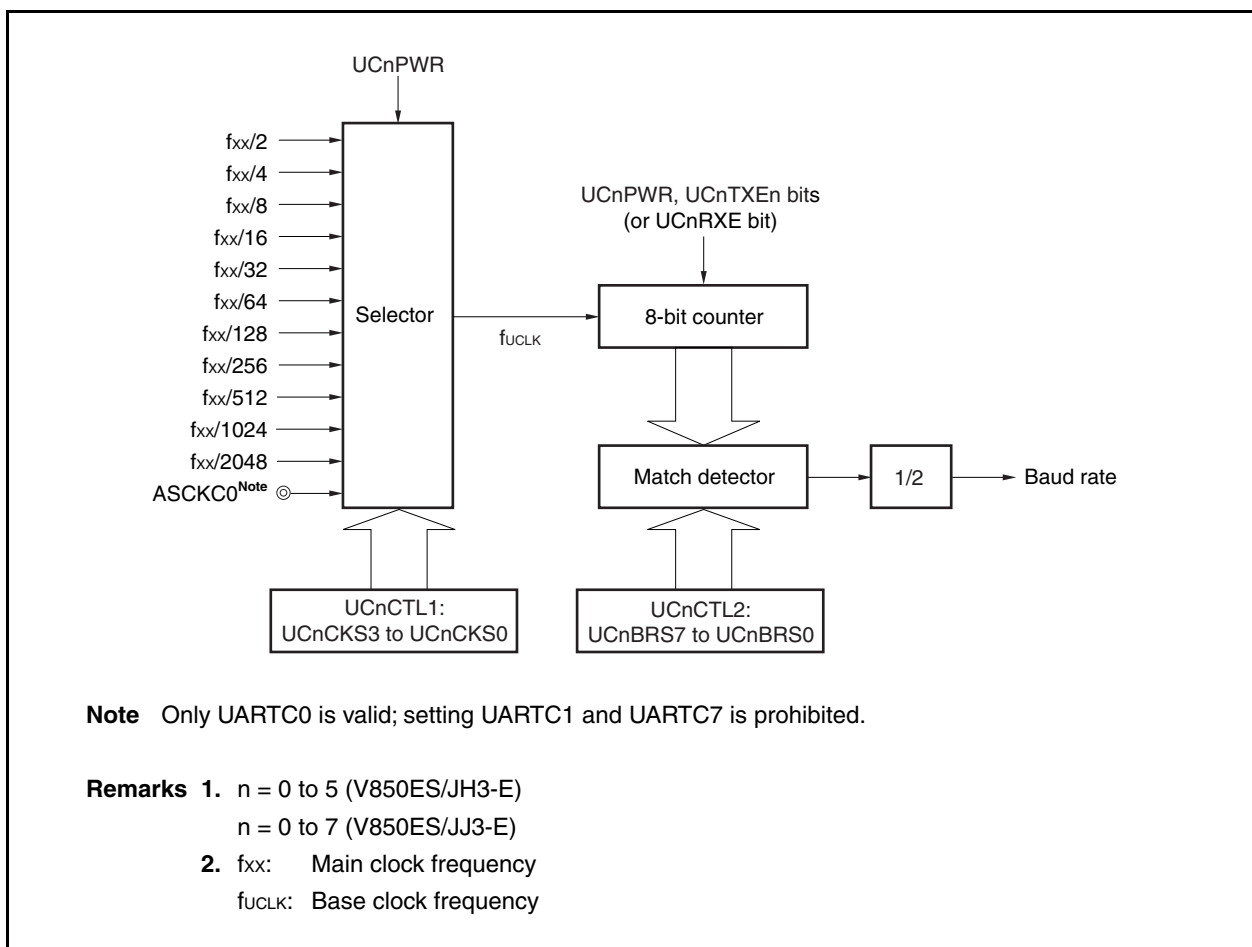 UCnPWR
fxx/2
fxx/4
fxx/8
fxx/16
fxx/32
fxx/64
fxx/128
fxx/256
fxx/512
fxx/1024
fxx/2048
ASCKC0Note
Selector
fUCLK
UCnPWR, UCnTXEn bits
(or UCnRXE bit)
8-bit counter
Match detector
1/2
Baud rate
UCnCTL1:
UCnCKS3 to UCnCKS0
UCnCTL2:
UCnBRS7 to UCnBRS0
Note Only UARTC0 is valid; setting UARTC1 and UARTC7 is prohibited.
Remarks 1. n = 0 to 5 (V850ES/JH3-E)
n = 0 to 7 (V850ES/JJ3-E)
2. fxx: Main clock frequency
fUCLK: Base clock frequency